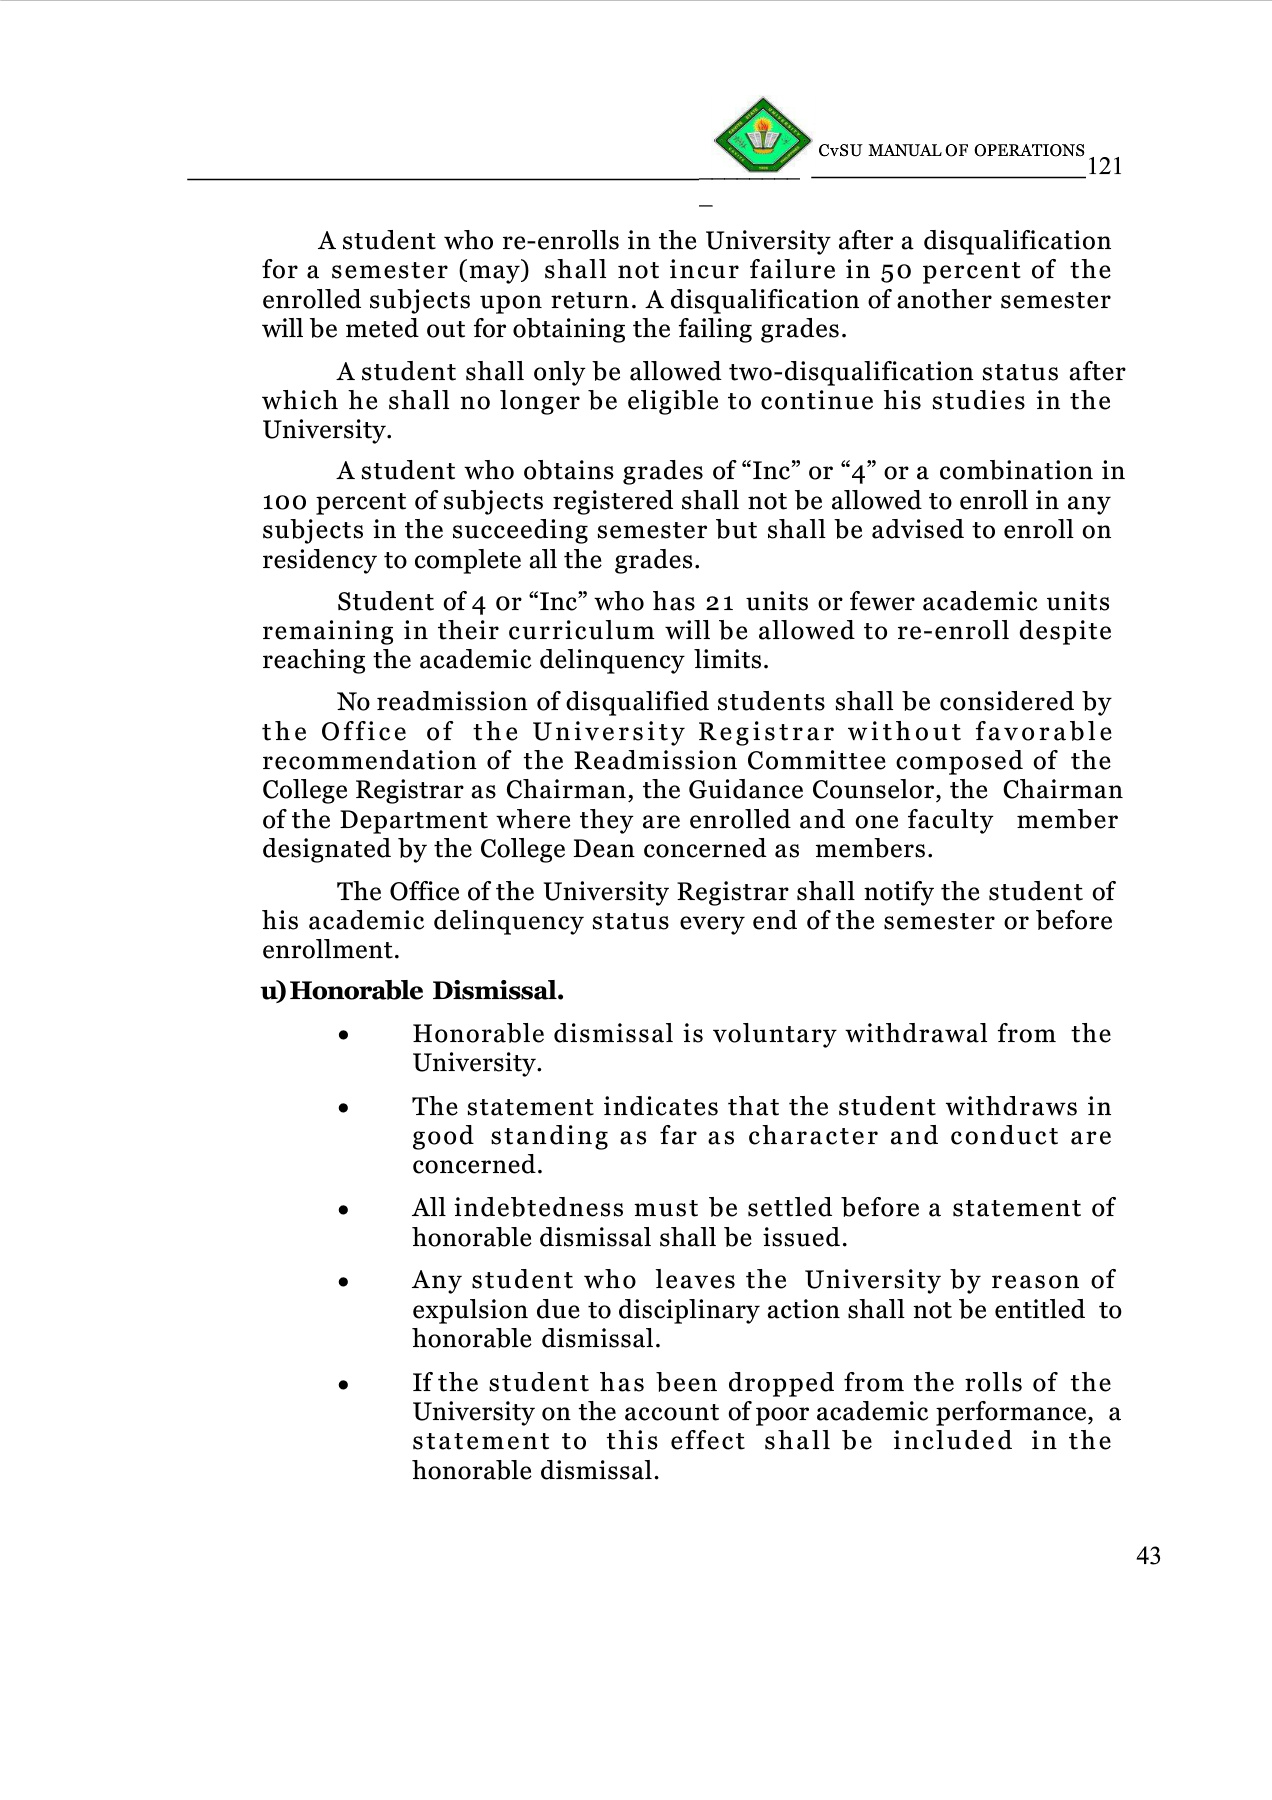 CvSU MANUAL OF OPERATIONS
121
A student who re-enrolls in the University after a disqualification
for a semester (may) shall not incur failure in 50 percent of the
enrolled subjects upon return. A disqualification of another semester
will be meted out for obtaining the failing grades.
A student shall only be allowed two-disqualification status after
which he shall no longer be eligible to continue his studies in the
University.
A student who obtains grades of “Inc” or “4” or a combination in
100 percent of subjects registered shall not be allowed to enroll in any
subjects in the succeeding semester but shall be advised to enroll on
residency to complete all the grades.
Student of 4 0r “Inc” who has 21 units or fewer academic units
remaining in their curriculum will be allowed to re-enroll despite
reaching the academic delinquency limits.
No readmission of disqualified students shall be considered by
the Office of the University Registrar without favorable
recommendation of the Readmission Committee composed of the
College Registrar as Chairman, the Guidance Counselor, the Chairman
of the Department where they are enrolled and one faculty member
designated by the College Dean concerned as members.
The Office of the University Registrar shall notify the student of
his academic delinquency status every end of the semester or before
enrollment.
u) Honorable Dismissal.
• Honorable dismissal is voluntary withdrawal from the
University.
• The statement indicates that the student withdraws in
good standing as far as character and conduct are
concerned.
• All indebtedness must be settled before a statement of
honorable dismissal shall be issued.
• Any student who leaves the University by reason of
expulsion due to disciplinary action shall not be entitled to
honorable dismissal.
• If the student has been dropped from the rolls of the
University on the account of poor academic performance, a
statement to this effect shall be included in the
honorable dismissal.
43